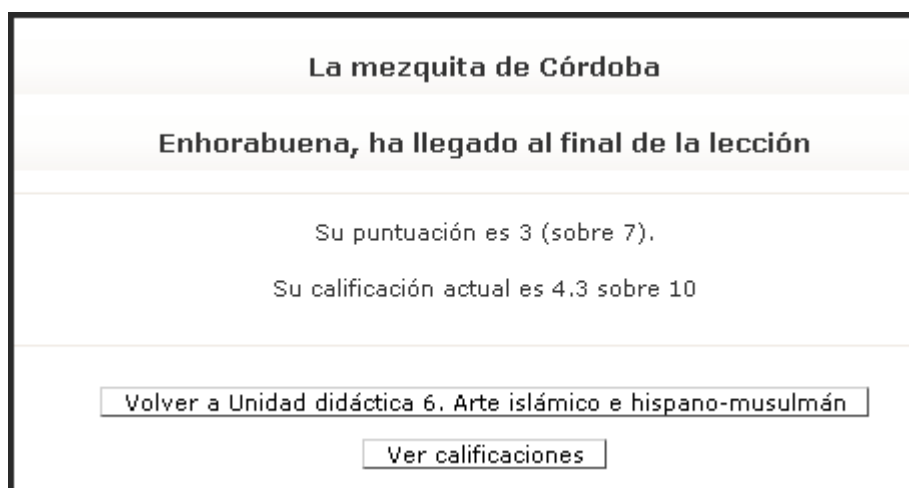 La mezquita de Córdoba
Enhorabuena, ha llegado al final de la lección
Su puntuación es 3 (sobre 7).
Su calificación actual es 4.3 sobre 10
Volver a Unidad didáctica 6. Arte islámico e hispano-musulmán
Ver calificaciones